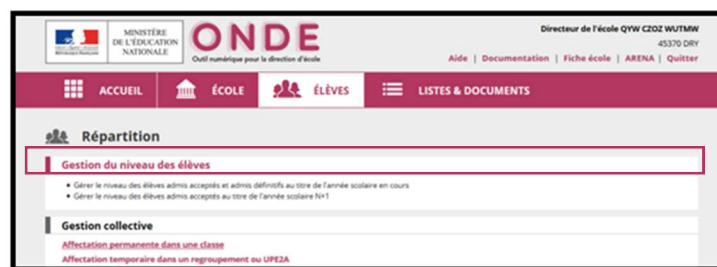 MINISTÈRE
DE L'ÉDUCATION
NATIONALE
ONDE
Outil numérique pour la direction d'école
Directeur de l'école QYW CZOZ WUTMW
45370 DRY
Aide | Documentation | Fiche école | ARENA | Quitter
ACCUEIL ÉCOLE ÉLÈVES LISTES & DOCUMENTS
Répartition
Gestion du niveau des élèves
• Gérer le niveau des élèves admis acceptés et admis définitifs au titre de l'année scolaire en cours
• Gérer le niveau des élèves admis acceptés au titre de l'année scolaire N+1
Gestion collective
Affectation permanente dans une classe
Affectation temporaire dans un regroupement ou UPE2A